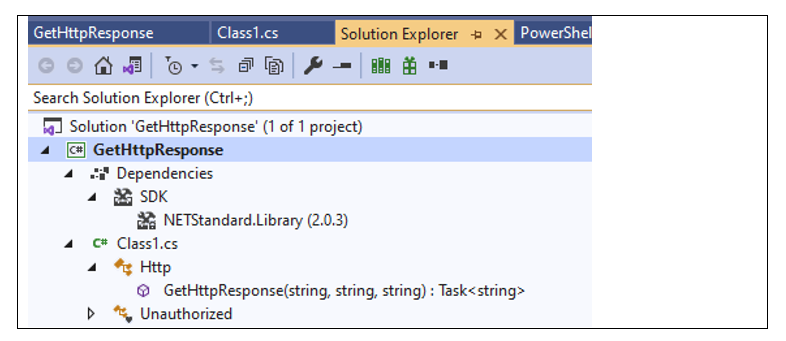 GetHttpResponse Class1.cs Solution Explorer PowerShel
Search Solution Explorer (Ctrl+;)
Solution 'GetHttpResponse' (1 of 1 project)
C# GetHttpResponse
Dependencies
SDK
NETStandard.Library (2.0.3)
C# Class1.cs
Http
GetHttpResponse(string, string, string) : Task<string>
Unauthorized